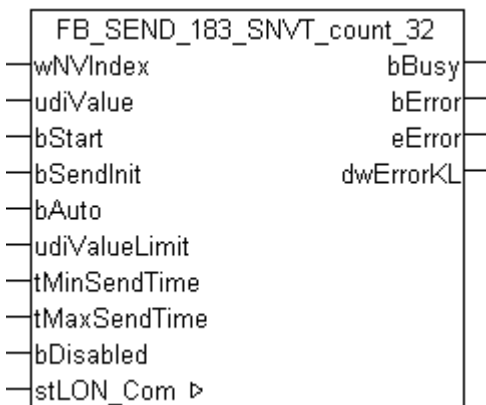 FB_SEND_183_SNVT_count_32
wNVIndex bBusy
udiValue bError
bStart eError
bSendInit dwErrorKL
bAuto
udiValueLimit
tMinSendTime
tMaxSendTime
bDisabled
stLON_Com ▷